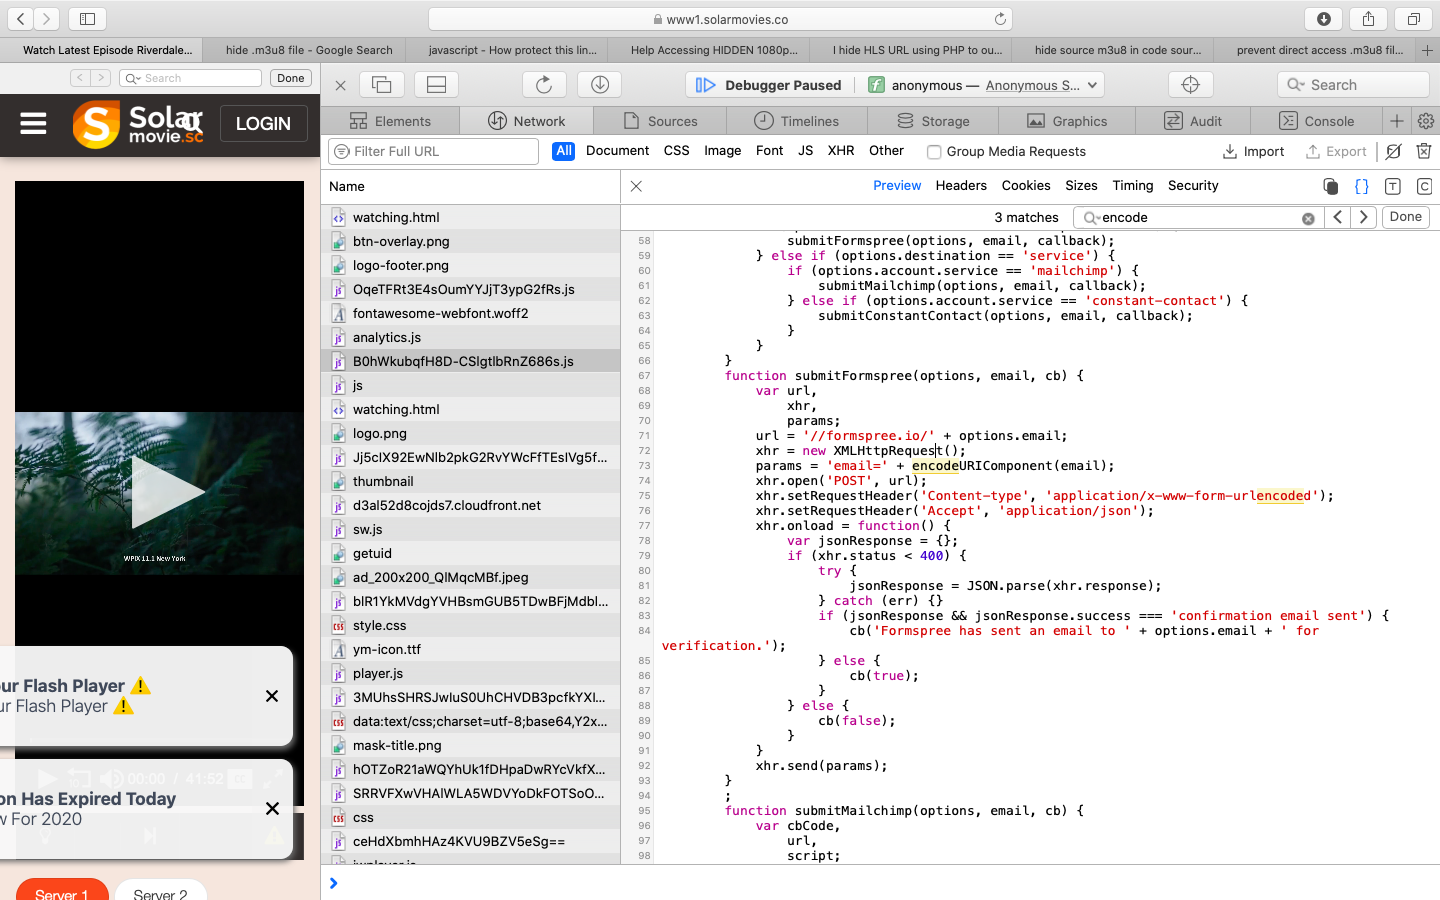 www1.solarmovies.co
Watch Latest Episode Riverdale...
hide .m3u8 file - Google Search
javascript - How protect this lin...
Help Accessing HIDDEN 1080p...
I hide HLS URL using PHP to ou...
hide source m3u8 in code sour...
prevent direct access .m3u8 fil...
Search
Done
Debugger Paused
anonymous — Anonymous S...
Search
Solar
movie.sc
LOGIN
Elements
Network
Sources
Timelines
Storage
Graphics
Audit
Console
Filter Full URL
All
Document
CSS
Image
Font
JS
XHR
Other
Group Media Requests
Import
Export
Name
Preview
Headers
Cookies
Sizes
Timing
Security
3 matches
encode
Done
watching.html
btn-overlay.png
logo-footer.png
OqeTFRt3E4sOumYYJjT3ypG2fRs.js
fontawesome-webfont.woff2
analytics.js
B0hWkubqfH8D-CSlgtlbRnZ686s.js
js
watching.html
logo.png
Jj5cIX92EwNlb2pkG2RvYWcFfTEsIVg5f...
thumbnail
d3al52d8cojds7.cloudfront.net
sw.js
getuid
ad_200x200_QlMqcMBf.jpeg
blR1YkMVdgYVHBsmGUB5TDwBFjMdbl...
style.css
ym-icon.ttf
player.js
3MUhsSHRSJwIuS0UhCHVDB3pcfkYXl...
data:text/css;charset=utf-8;base64,Y2x...
mask-title.png
hOTZoR21aWQYhUk1fDHpaDwRYcVkfX...
SRRVFXwVHAlWLA5WDVYoDkFOTSoO...
css
ceHdXbmhHAz4KVU9BZV5eSg==
58 submitFormspree(options, email, callback);
59 } else if (options.destination == 'service') {
60 if (options.account.service == 'mailchimp') {
61 submitMailchimp(options, email, callback);
62 } else if (options.account.service == 'constant-contact') {
63 submitConstantContact(options, email, callback);
64 }
65 }
66 }
67 function submitFormspree(options, email, cb) {
68 var url,
69 xhr,
70 params;
71 url = '//formspree.io/' + options.email;
72 xhr = new XMLHttpRequest();
73 params = 'email=' + encodeURIComponent(email);
74 xhr.open('POST', url);
75 xhr.setRequestHeader('Content-type', 'application/x-www-form-urlencoded');
76 xhr.setRequestHeader('Accept', 'application/json');
77 xhr.onload = function() {
78 var jsonResponse = {};
79 if (xhr.status < 400) {
80 try {
81 jsonResponse = JSON.parse(xhr.response);
82 } catch (err) {}
83 if (jsonResponse && jsonResponse.success === 'confirmation email sent') {
84 cb('Formspree has sent an email to ' + options.email + ' for
verification.');
85 } else {
86 cb(true);
87 }
88 } else {
89 cb(false);
90 }
91 }
92 xhr.send(params);
93 }
94 ;
95 function submitMailchimp(options, email, cb) {
96 var cbCode,
97 url,
98 script;
WPIX 11.1 New York
our Flash Player
ur Flash Player
00:00 / 41:52
on Has Expired Today
w For 2020
Server 1
Server 2